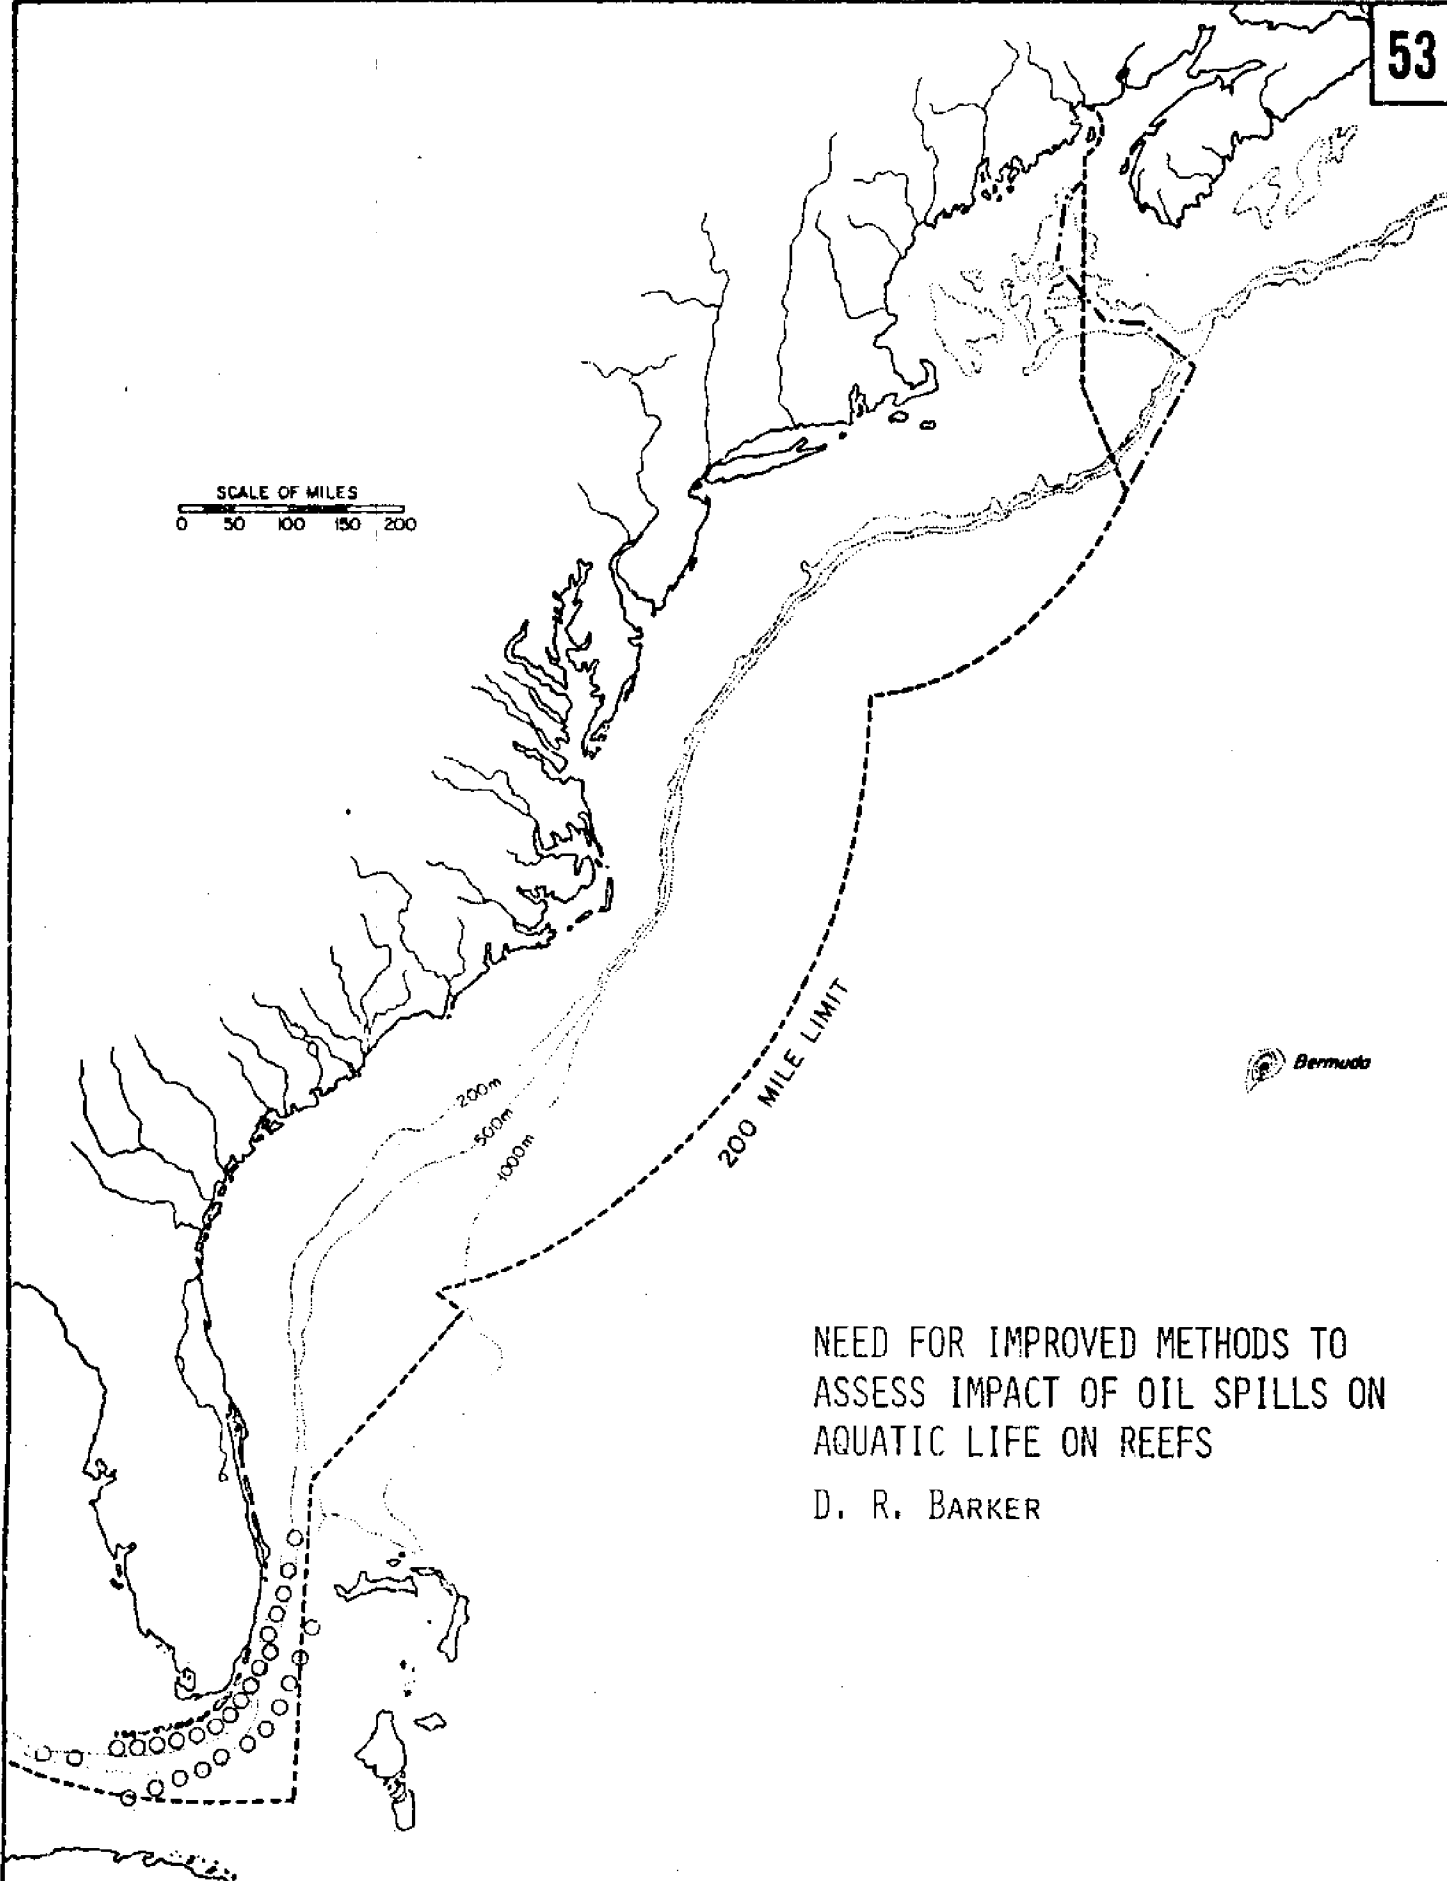 53
SCALE OF MILES
0 50 100 150 200
200m
500m
1000m
200 MILE LIMIT
Bermuda
NEED FOR IMPROVED METHODS TO
ASSESS IMPACT OF OIL SPILLS ON
AQUATIC LIFE ON REEFS
D. R. BARKER